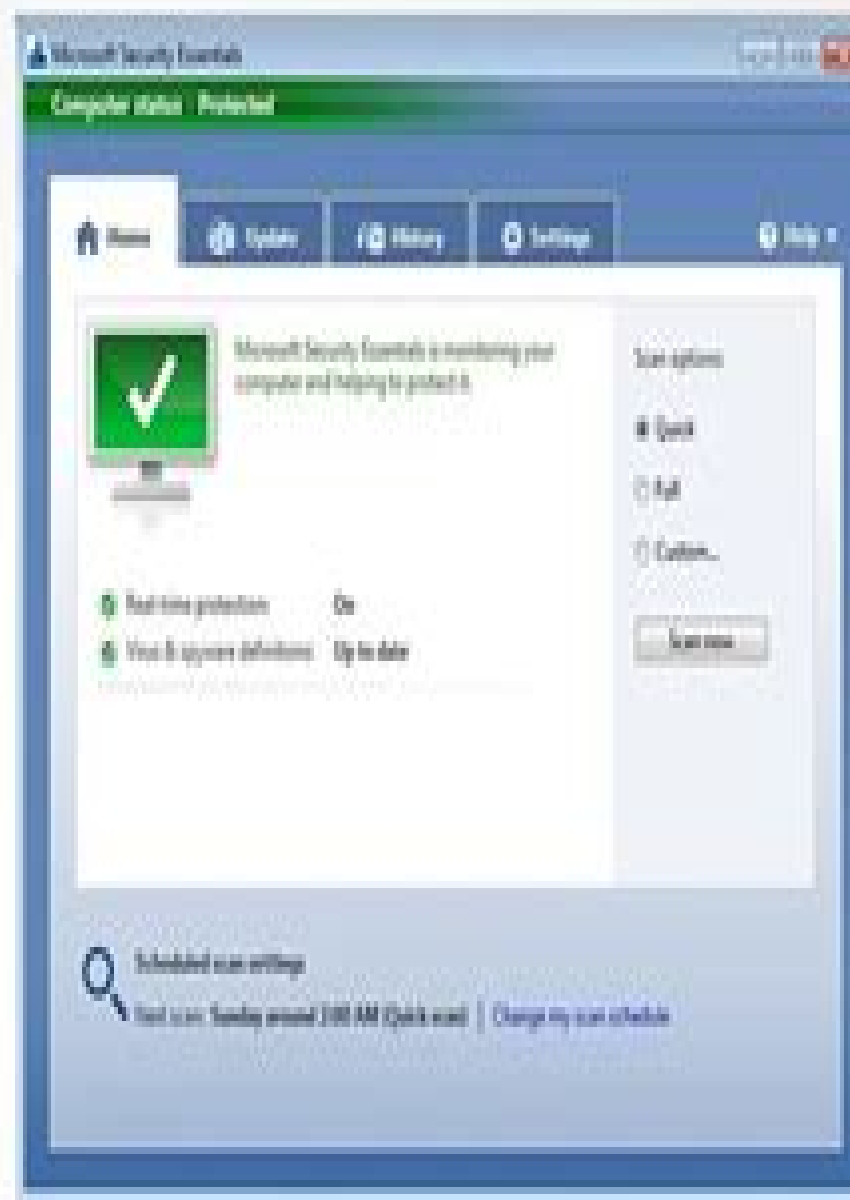 Microsoft Security Essentials
Computer status - Protected
Home
Update
History
Settings
Help
Microsoft Security Essentials is monitoring your
computer and helping to protect it.
Scan options:
Quick
Full
Custom...
Scan now
Real-time protection: On
Virus & spyware definitions: Up to date
Scheduled scan settings
Next scan: Sunday around 2:00 AM (Quick scan) | Change my scan schedule